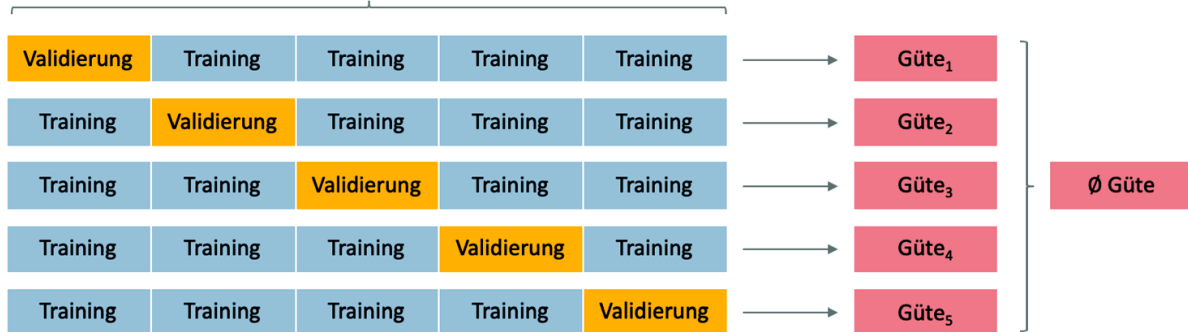 Validierung Training Training Training Training Güte₁
Training Validierung Training Training Training Güte₂
Training Training Validierung Training Training Güte₃ Ø Güte
Training Training Training Validierung Training Güte₄
Training Training Training Training Validierung Güte₅